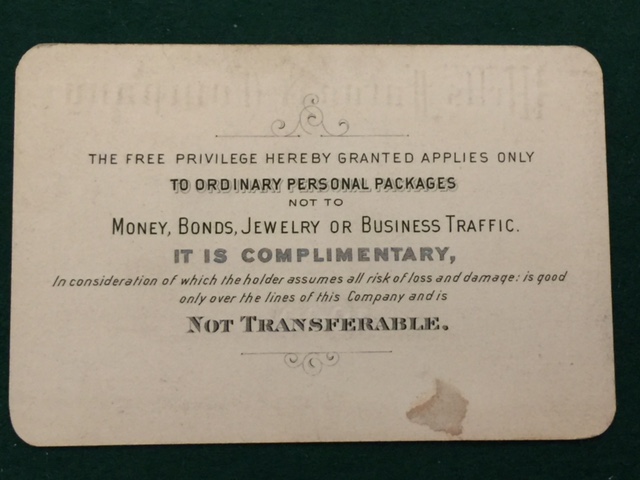 THE FREE PRIVILEGE HEREBY GRANTED APPLIES ONLY
TO ORDINARY PERSONAL PACKAGES
NOT TO
MONEY, BONDS, JEWELRY OR BUSINESS TRAFFIC.
IT IS COMPLIMENTARY,
In consideration of which the holder assumes all risk of loss and damage: is good
only over the lines of this Company and is
NOT TRANSFERABLE.